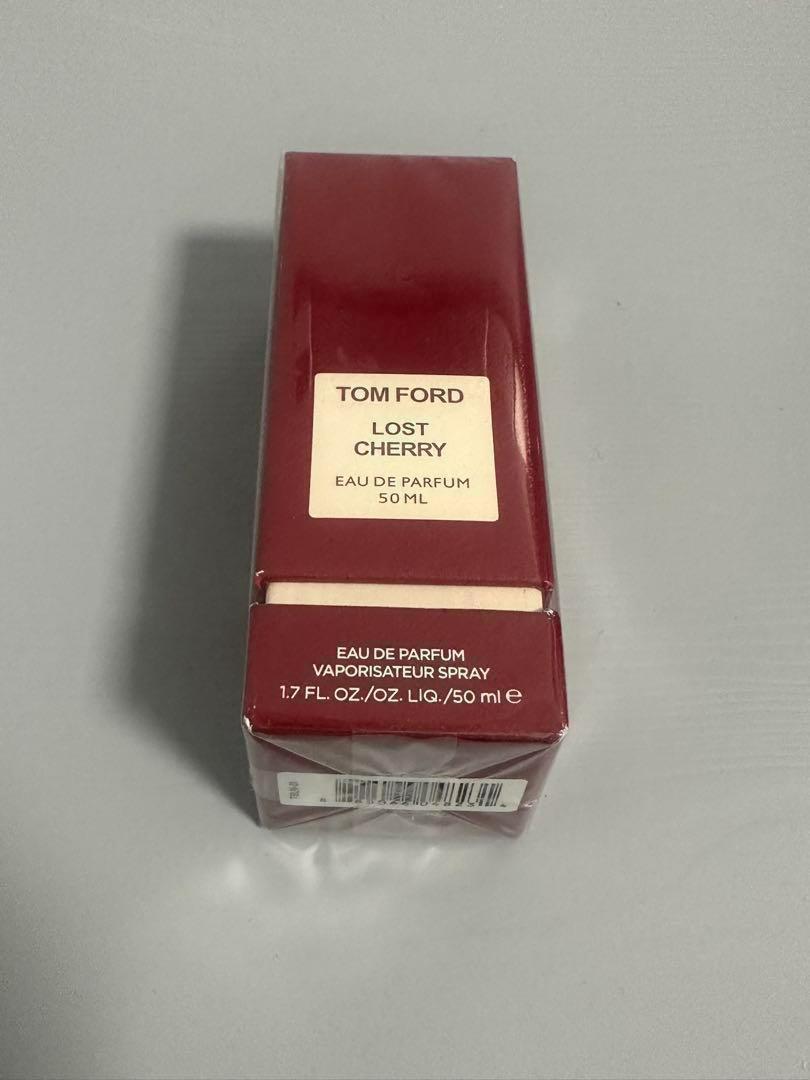 TOM FORD
LOST
CHERRY
EAU DE PARFUM
50 ML
EAU DE PARFUM
VAPORISATEUR SPRAY
1.7 FL. OZ./OZ. LIQ./50 ml ℮